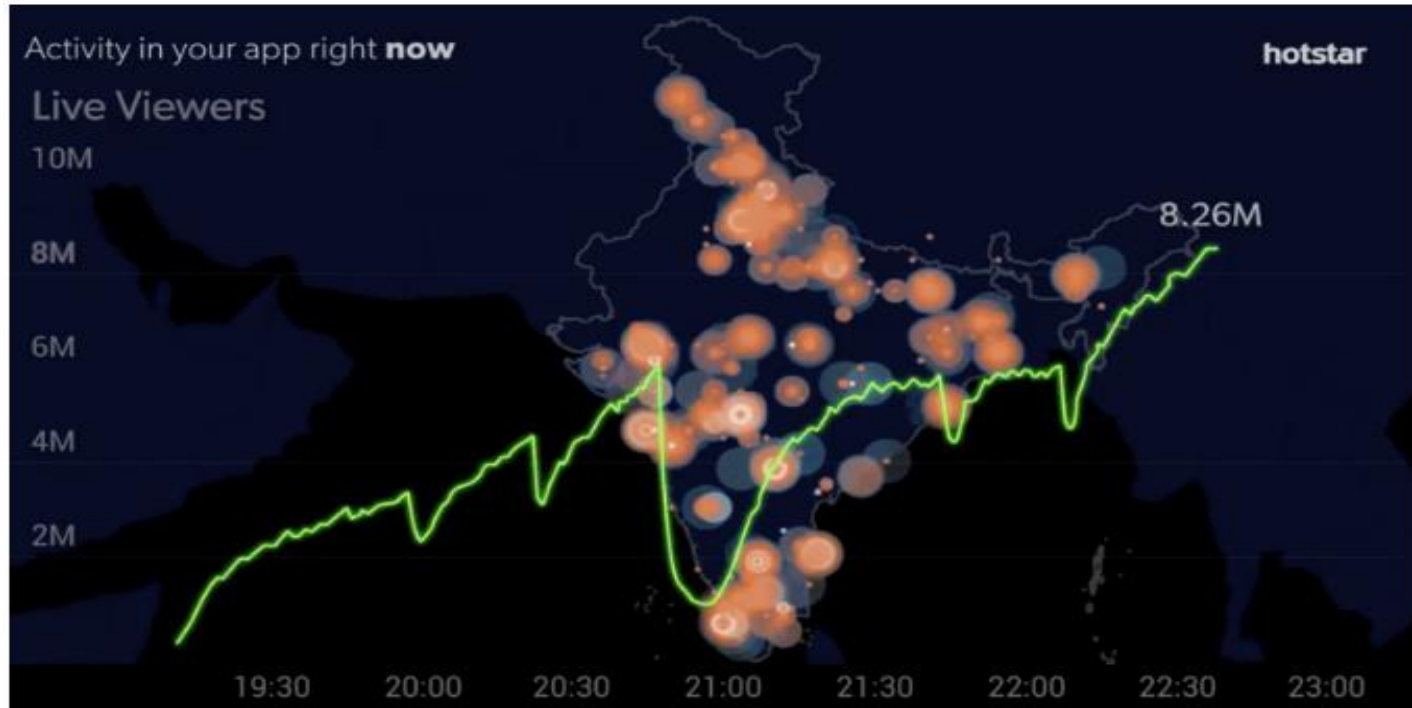 Activity in your app right now
hotstar
Live Viewers
10M
8.26M
8M
6M
4M
2M
19:30 20:00 20:30 21:00 21:30 22:00 22:30 23:00